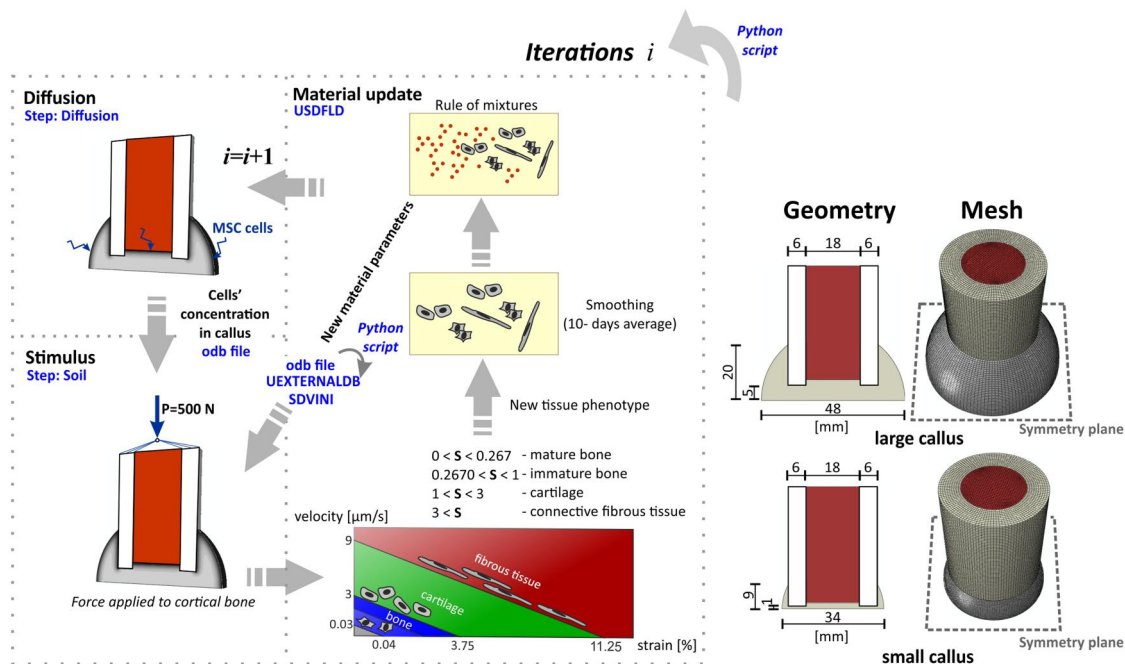 Iterations i
Python
script
Diffusion
Step: Diffusion
i=i+1
MSC cells
Cells'
concentration
in callus
odb file
Material update
USDFLD
Rule of mixtures
New material parameters
Smoothing
(10- days average)
Python
script
odb file
UEXTERNALDB
SDVINI
New tissue phenotype
0 < S < 0.267 - mature bone
0.2670 < S < 1 - immature bone
1 < S < 3 - cartilage
3 < S - connective fibrous tissue
Stimulus
Step: Soil
P=500 N
Force applied to cortical bone
velocity [µm/s]
9
3
0.03
fibrous tissue
cartilage
bone
0.04 3.75 11.25
strain [%]
Geometry Mesh
6 18 6
20
5
48
[mm]
large callus
Symmetry plane
6 18 6
9
1
34
[mm]
small callus
Symmetry plane